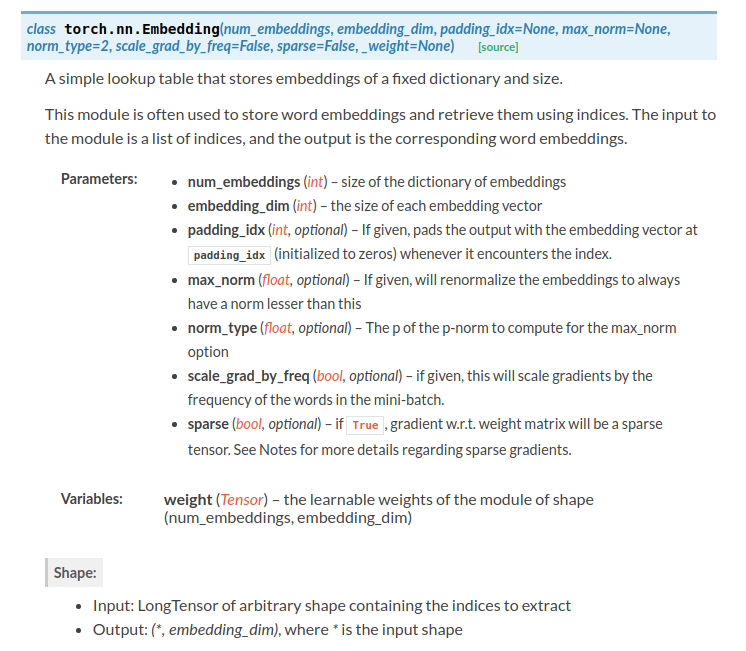 class torch.nn.Embedding(num_embeddings, embedding_dim, padding_idx=None, max_norm=None,
norm_type=2, scale_grad_by_freq=False, sparse=False, _weight=None) [source]
A simple lookup table that stores embeddings of a fixed dictionary and size.
This module is often used to store word embeddings and retrieve them using indices. The input to
the module is a list of indices, and the output is the corresponding word embeddings.
Parameters:
• num_embeddings (int) – size of the dictionary of embeddings
• embedding_dim (int) – the size of each embedding vector
• padding_idx (int, optional) – If given, pads the output with the embedding vector at
padding_idx (initialized to zeros) whenever it encounters the index.
• max_norm (float, optional) – If given, will renormalize the embeddings to always
have a norm lesser than this
• norm_type (float, optional) – The p of the p-norm to compute for the max_norm
option
• scale_grad_by_freq (bool, optional) – if given, this will scale gradients by the
frequency of the words in the mini-batch.
• sparse (bool, optional) – if True, gradient w.r.t. weight matrix will be a sparse
tensor. See Notes for more details regarding sparse gradients.
Variables: weight (Tensor) – the learnable weights of the module of shape
(num_embeddings, embedding_dim)
Shape:
• Input: LongTensor of arbitrary shape containing the indices to extract
• Output: (*, embedding_dim), where * is the input shape